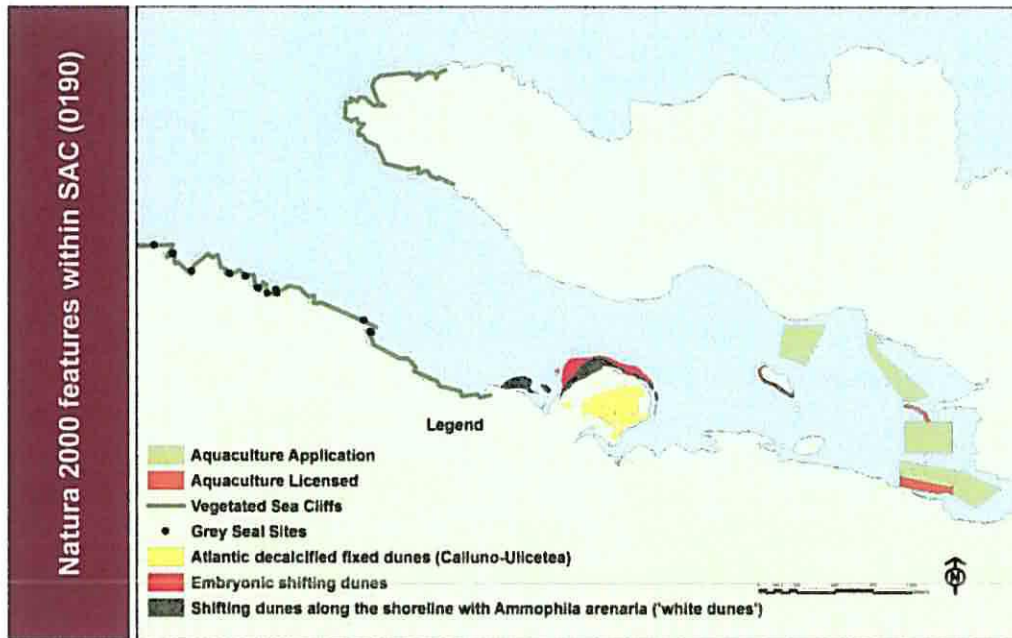 Natura 2000 features within SAC (0190)
Legend
Aquaculture Application
Aquaculture Licensed
Vegetated Sea Cliffs
Grey Seal Sites
Atlantic decalcified fixed dunes (Calluno-Ulicetea)
Embryonic shifting dunes
Shifting dunes along the shoreline with Ammophila arenaria ('white dunes')
N